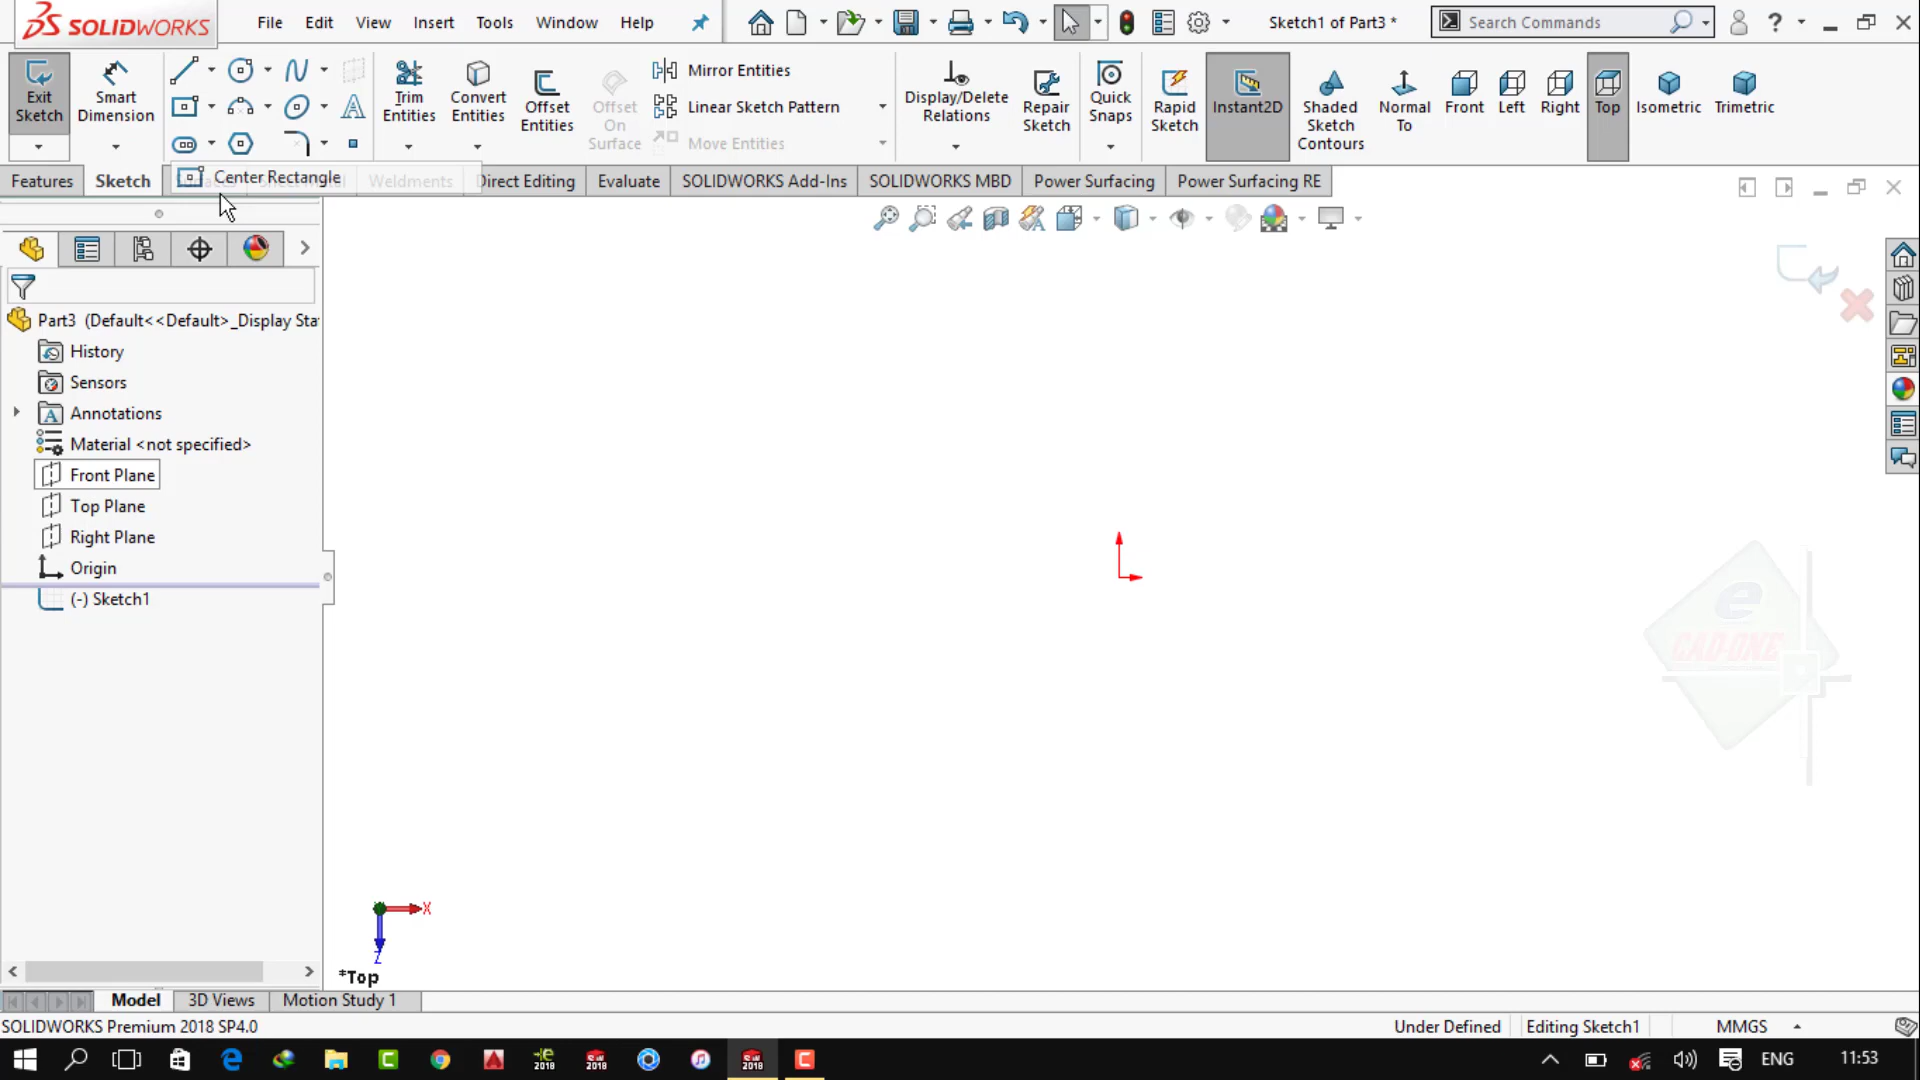 SOLIDWORKS File Edit View Insert Tools Window Help Sketch1 of Part3 * Search Commands ?
Exit Sketch
Smart Dimension
Trim Entities
Convert Entities
Offset Entities
Offset On Surface
Mirror Entities
Linear Sketch Pattern
Move Entities
Display/Delete Relations
Repair Sketch
Quick Snaps
Rapid Sketch
Instant2D
Shaded Sketch Contours
Normal To
Front
Left
Right
Top
Isometric
Trimetric
Center Rectangle
Features Sketch Weldments Direct Editing Evaluate SOLIDWORKS Add-Ins SOLIDWORKS MBD Power Surfacing Power Surfacing RE
Part3 (Default<<Default>_Display Sta
History
Sensors
Annotations
Material <not specified>
Front Plane
Top Plane
Right Plane
Origin
(-) Sketch1
e
CAD-ONE
X
Z
*Top
Model 3D Views Motion Study 1
SOLIDWORKS Premium 2018 SP4.0 Under Defined Editing Sketch1 MMGS
ENG 11:53